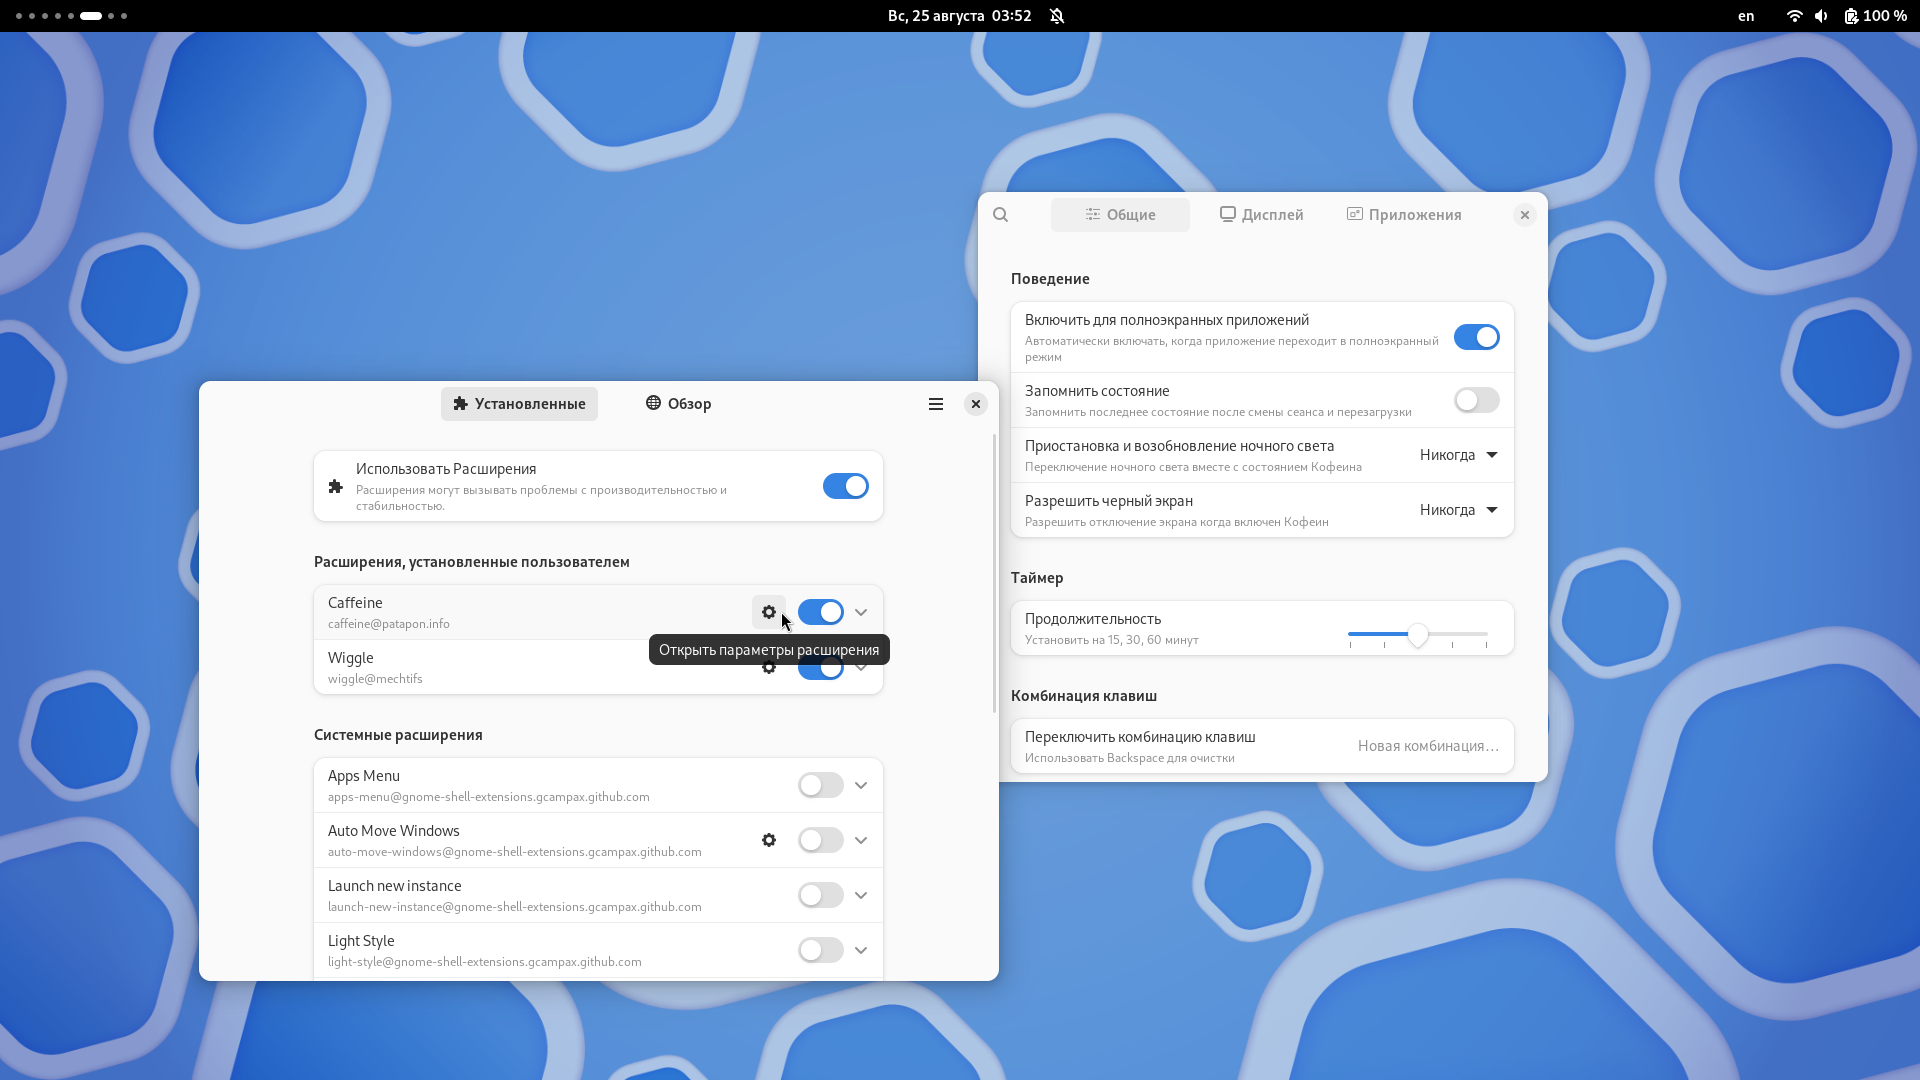 Вс, 25 августа 03:52
en
100 %
Общие
Дисплей
Приложения
Поведение
Включить для полноэкранных приложений
Автоматически включать, когда приложение переходит в полноэкранный
режим
Запомнить состояние
Запомнить последнее состояние после смены сеанса и перезагрузки
Приостановка и возобновление ночного света
Переключение ночного света вместе с состоянием Кофеина
Никогда
Разрешить черный экран
Разрешить отключение экрана когда включен Кофеин
Никогда
Таймер
Продолжительность
Установить на 15, 30, 60 минут
Комбинация клавиш
Переключить комбинацию клавиш
Использовать Backspace для очистки
Новая комбинация…
Установленные
Обзор
Использовать Расширения
Расширения могут вызывать проблемы с производительностью и
стабильностью.
Расширения, установленные пользователем
Caffeine
caffeine@patapon.info
Открыть параметры расширения
Wiggle
wiggle@mechtifs
Системные расширения
Apps Menu
apps-menu@gnome-shell-extensions.gcampax.github.com
Auto Move Windows
auto-move-windows@gnome-shell-extensions.gcampax.github.com
Launch new instance
launch-new-instance@gnome-shell-extensions.gcampax.github.com
Light Style
light-style@gnome-shell-extensions.gcampax.github.com